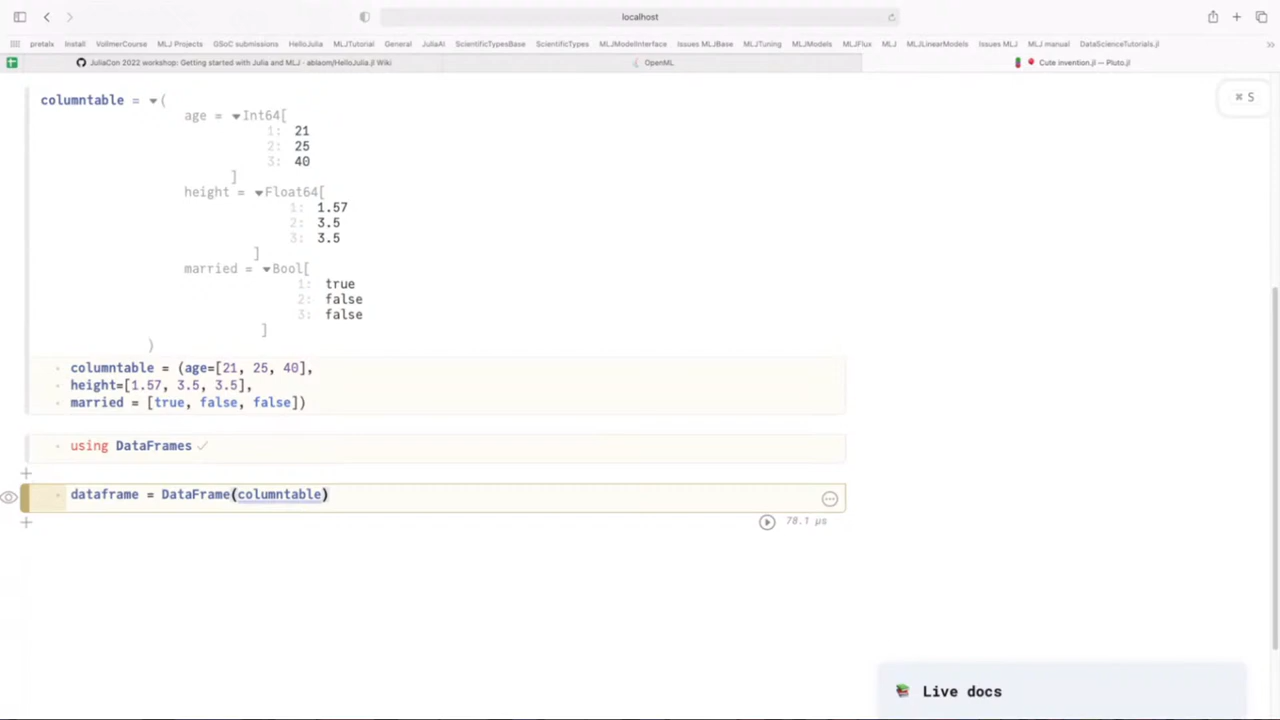 localhost
pretalx Install VollmerCourse MLJ Projects GSoC submissions HelloJulia MLJTutorial General JuliaAI ScientificTypesBase ScientificTypes MLJModelInterface Issues MLJBase MLJTuning MLJModels MLJFlux MLJ MLJLinearModels Issues MLJ MLJ manual DataScienceTutorials.jl >>
JuliaCon 2022 workshop: Getting started with Julia and MLJ - ablaom/HelloJulia.jl Wiki OpenML Cute invention.jl — Pluto.jl
⌘ S
columntable = ▼(
age = ▼Int64[
1: 21
2: 25
3: 40
]
height = ▼Float64[
1: 1.57
2: 3.5
3: 3.5
]
married = ▼Bool[
1: true
2: false
3: false
]
)
columntable = (age=[21, 25, 40],
height=[1.57, 3.5, 3.5],
married = [true, false, false])
using DataFrames ✓
dataframe = DataFrame(columntable)
78.1 μs
Live docs